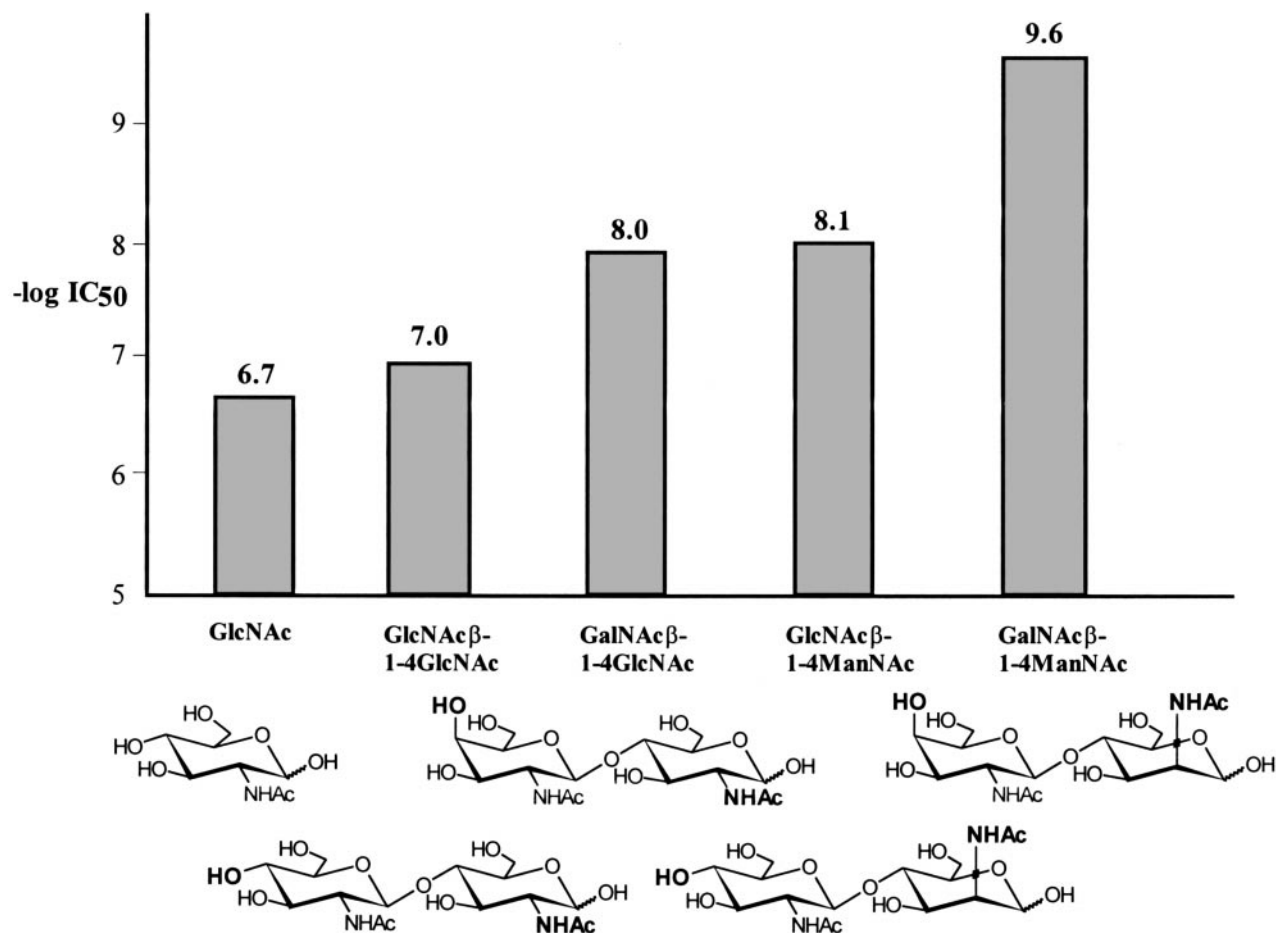 9.6
9
8.1
8.0
8
-log IC50
7.0
7
6.7
6
5
GlcNAc
GlcNAcβ-
1-4GlcNAc
GalNAcβ-
1-4GlcNAc
GlcNAcβ-
1-4ManNAc
GalNAcβ-
1-4ManNAc
HO HO O HO O OH HO NHAc
HO HO O HO NHAc O HO O HO NHAc OH
HO HO O HO NHAc O HO NHAc O HO OH
HO HO O HO NHAc O HO O HO NHAc OH
HO HO O HO NHAc O HO NHAc O HO OH